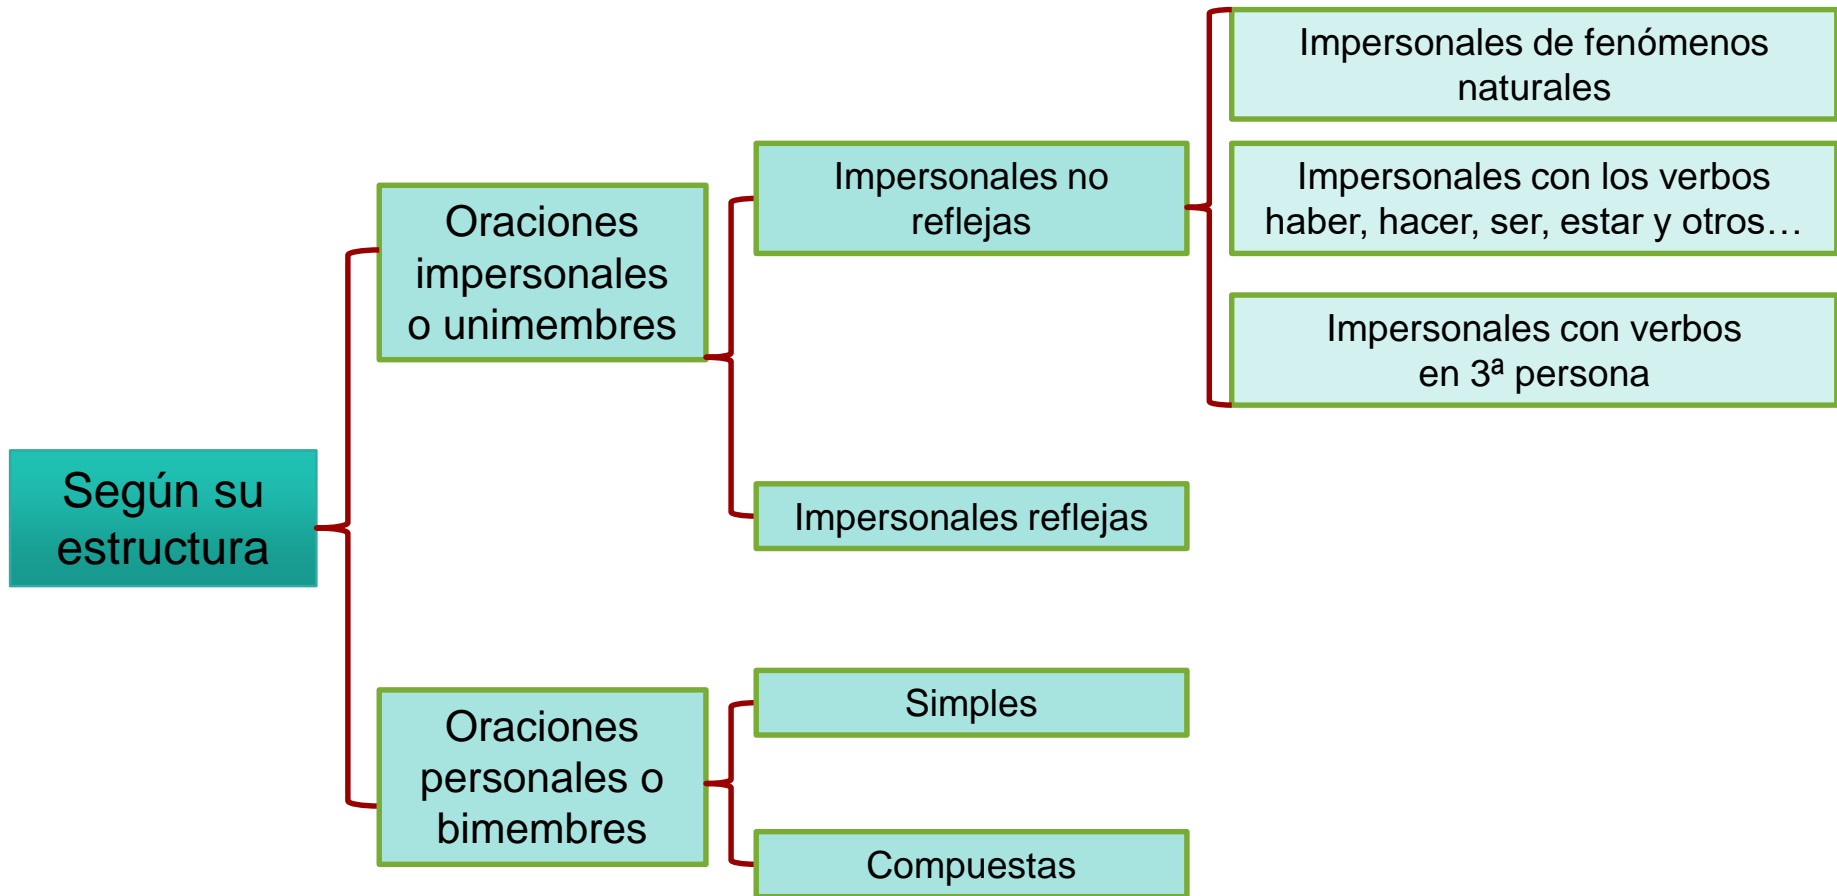 Según su
estructura
Oraciones
impersonales
o unimembres
Impersonales no
reflejas
Impersonales de fenómenos
naturales
Impersonales con los verbos
haber, hacer, ser, estar y otros…
Impersonales con verbos
en 3ª persona
Impersonales reflejas
Oraciones
personales o
bimembres
Simples
Compuestas